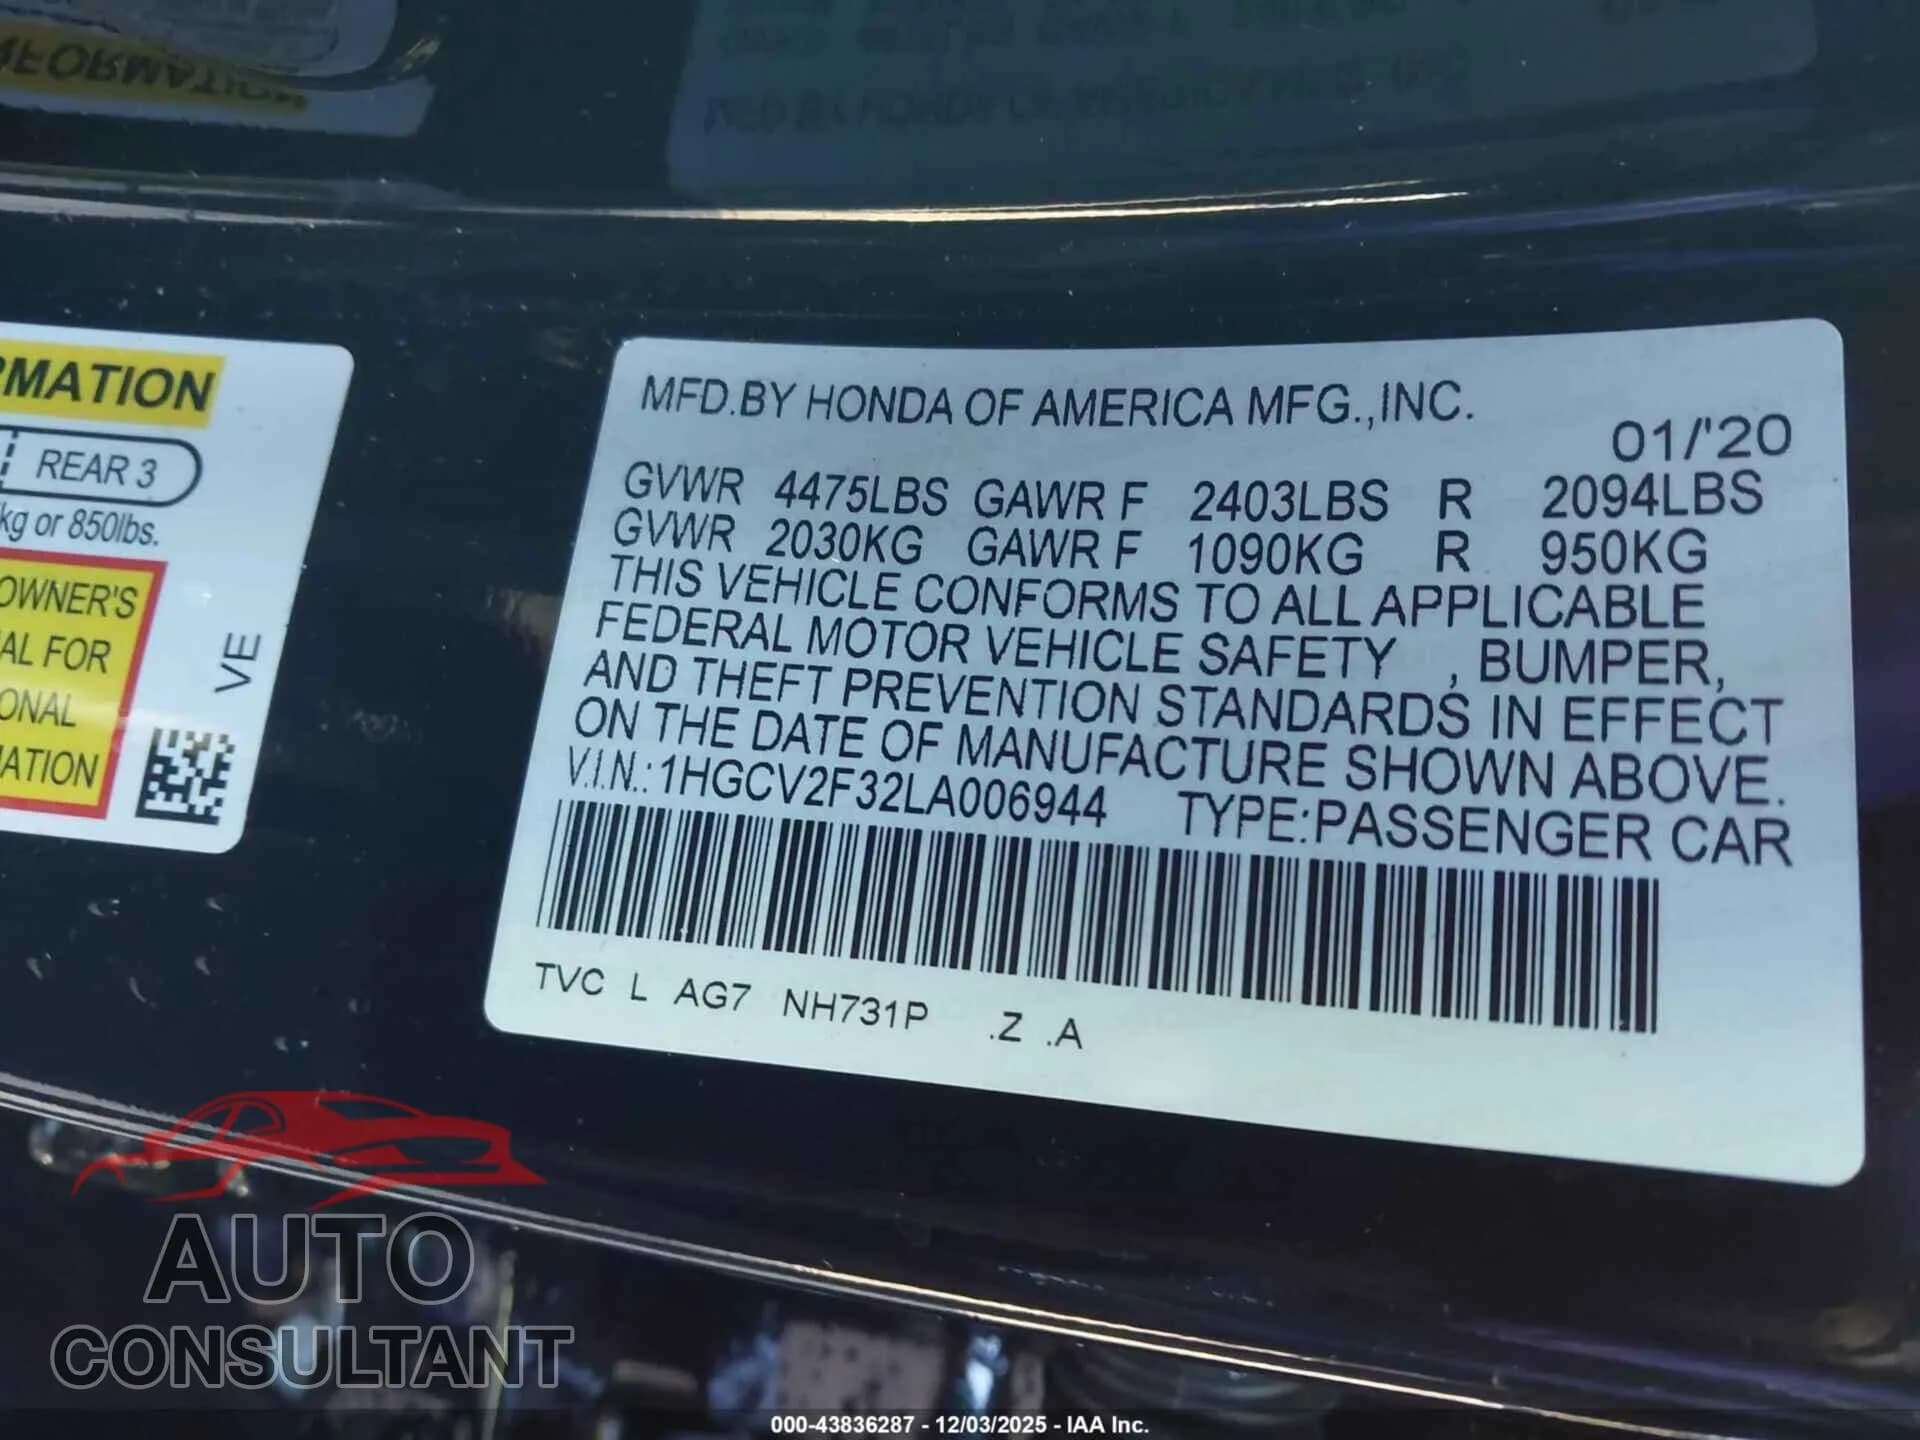 FORMATION
RMATION
REAR 3
kg or 850lbs.
OWNER'S
AL FOR
ONAL
MATION
VE
MFD.BY HONDA OF AMERICA MFG.,INC.
01/'20
GVWR 4475LBS GAWR F 2403LBS R 2094LBS
GVWR 2030KG GAWR F 1090KG R 950KG
THIS VEHICLE CONFORMS TO ALL APPLICABLE
FEDERAL MOTOR VEHICLE SAFETY , BUMPER,
AND THEFT PREVENTION STANDARDS IN EFFECT
ON THE DATE OF MANUFACTURE SHOWN ABOVE.
V.I.N.: 1HGCV2F32LA006944 TYPE:PASSENGER CAR
TVC L AG7 NH731P .Z .A
AUTO
CONSULTANT
000-43836287 - 12/03/2025 - IAA Inc.